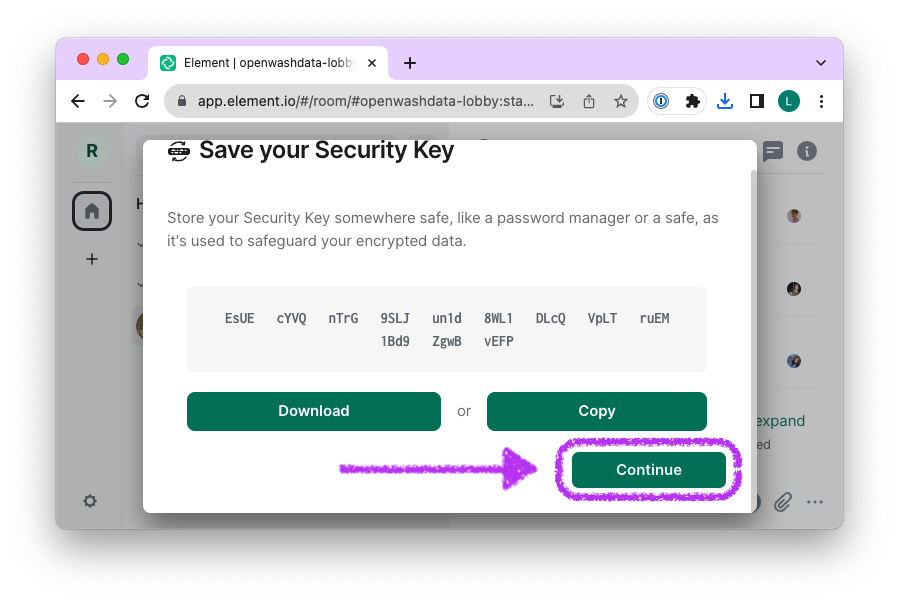 Element | openwashdata-lobby
app.element.io/#/room/#openwashdata-lobby:sta...
L
R
H
Save your Security Key
Store your Security Key somewhere safe, like a password manager or a safe, as
it's used to safeguard your encrypted data.
EsUE cYVQ nTrG 9SLJ un1d 8WL1 DLcQ VpLT ruEM
1Bd9 ZgwB vEFP
Download or Copy
expand
ed
Continue